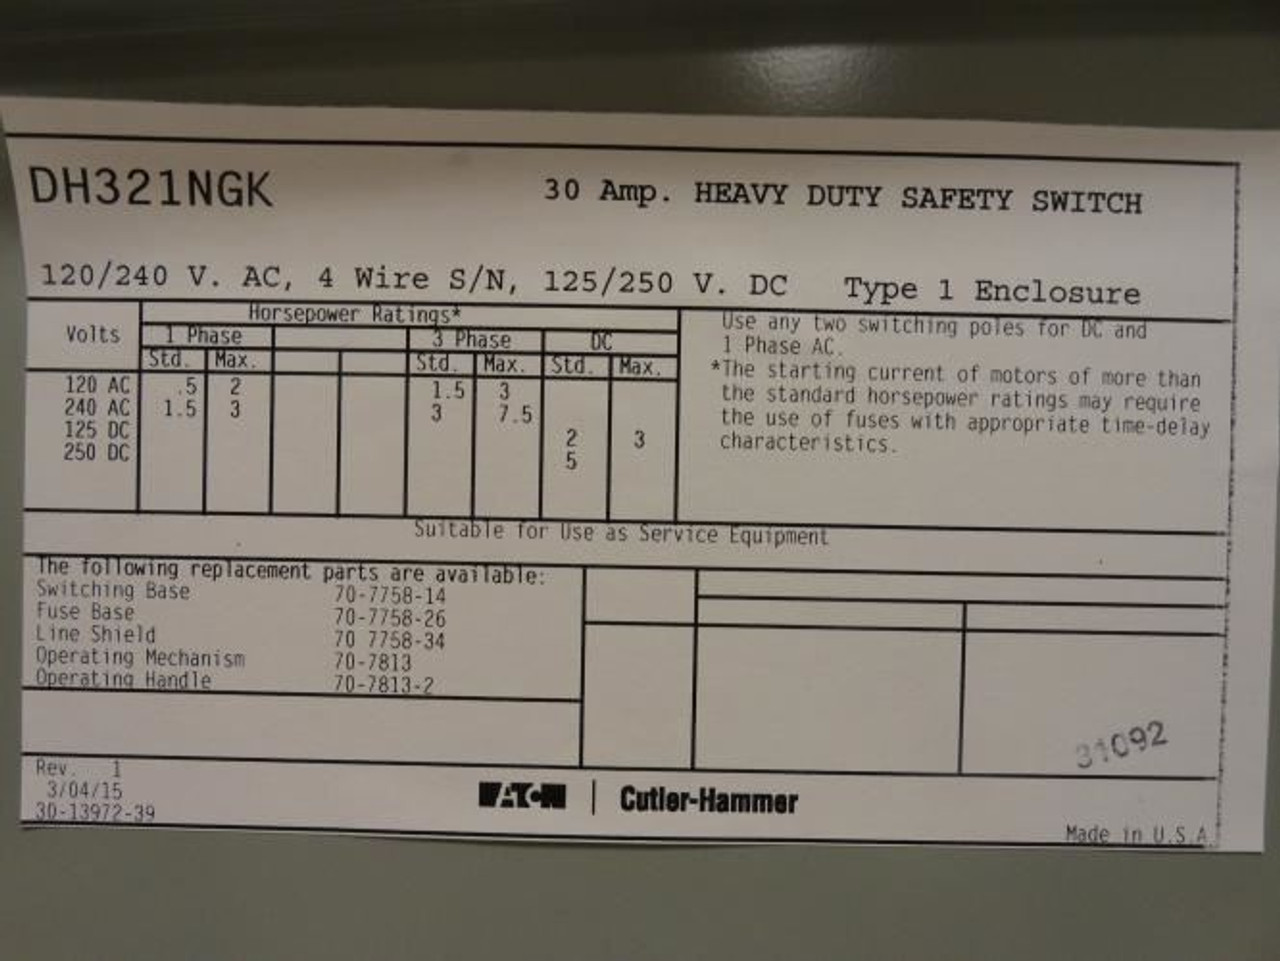 DH321NGK 30 Amp. HEAVY DUTY SAFETY SWITCH
120/240 V. AC, 4 Wire S/N, 125/250 V. DC Type 1 Enclosure
Volts
Horsepower Ratings*
1 Phase 3 Phase DC
Std. Max. Std. Max. Std. Max.
120 AC .5 2 1.5 3
240 AC 1.5 3 3 7.5
125 DC 2 3
250 DC 5
Use any two switching poles for DC and
1 Phase AC.
*The starting current of motors of more than
the standard horsepower ratings may require
the use of fuses with appropriate time-delay
characteristics.
Suitable for Use as Service Equipment
The following replacement parts are available:
Switching Base 70-7758-14
Fuse Base 70-7758-26
Line Shield 70 7758-34
Operating Mechanism 70-7813
Operating Handle 70-7813-2
31092
Rev. 1
3/04/15
30-13972-39
EATON | Cutler-Hammer
Made in U.S.A.